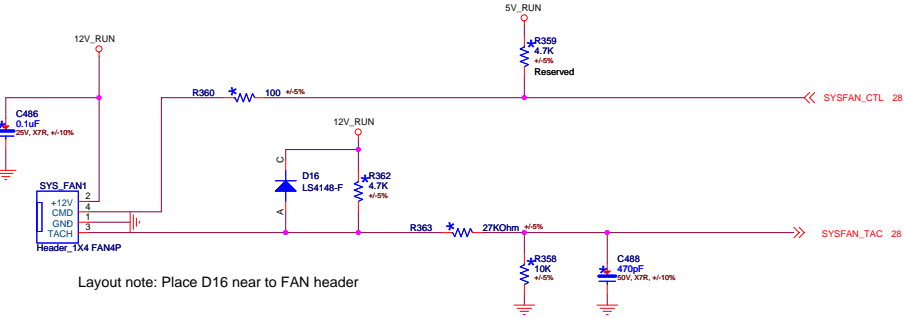 5V_RUN
12V_RUN
*R359
4.7K
+/-5%
Reserved
R360 * 100 +/-5%
SYSFAN_CTL 28
C486
0.1uF
25V, X7R, +/-10%
*
12V_RUN
C
D16
LS4148-F
A
*R362
4.7K
+/-5%
SYS_FAN1
+12V 2
CMD 4
GND 1
TACH 3
Header_1X4 FAN4P
R363 * 27KOhm +/-5%
SYSFAN_TAC 28
*R358
10K
+/-5%
C488
* 470pF
50V, X7R, +/-10%
Layout note: Place D16 near to FAN header